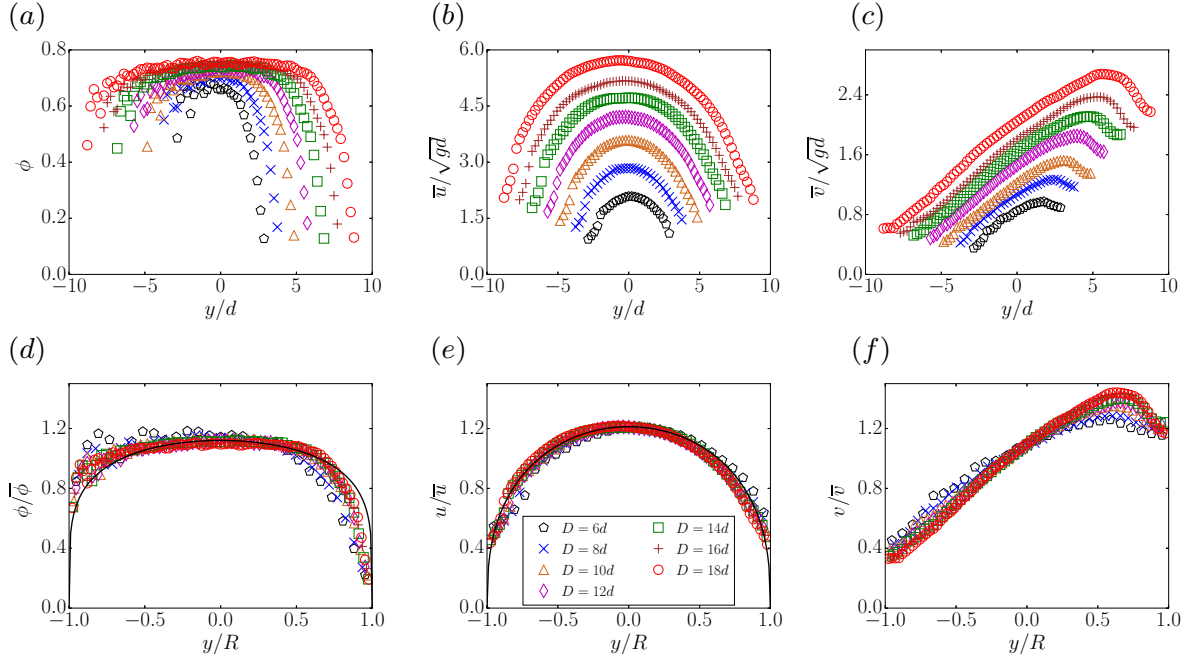 (a)
0.8
0.6
0.4
0.2
0.0
ϕ
−10 −5 0 5 10
y/d
(b)
6.0
4.5
3.0
1.5
0.0
u̅/√gd
−10 −5 0 5 10
y/d
(c)
2.4
1.6
0.8
0.0
v̅/√gd
−10 −5 0 5 10
y/d
(d)
1.2
0.8
0.4
0.0
ϕ/ϕ̅
−1.0 −0.5 0.0 0.5 1.0
y/R
(e)
1.2
0.8
0.4
0.0
u/u̅
D = 6d
D = 8d
D = 10d
D = 12d
D = 14d
D = 16d
D = 18d
−1.0 −0.5 0.0 0.5 1.0
y/R
(f)
1.2
0.8
0.4
0.0
v/v̅
−1.0 −0.5 0.0 0.5 1.0
y/R